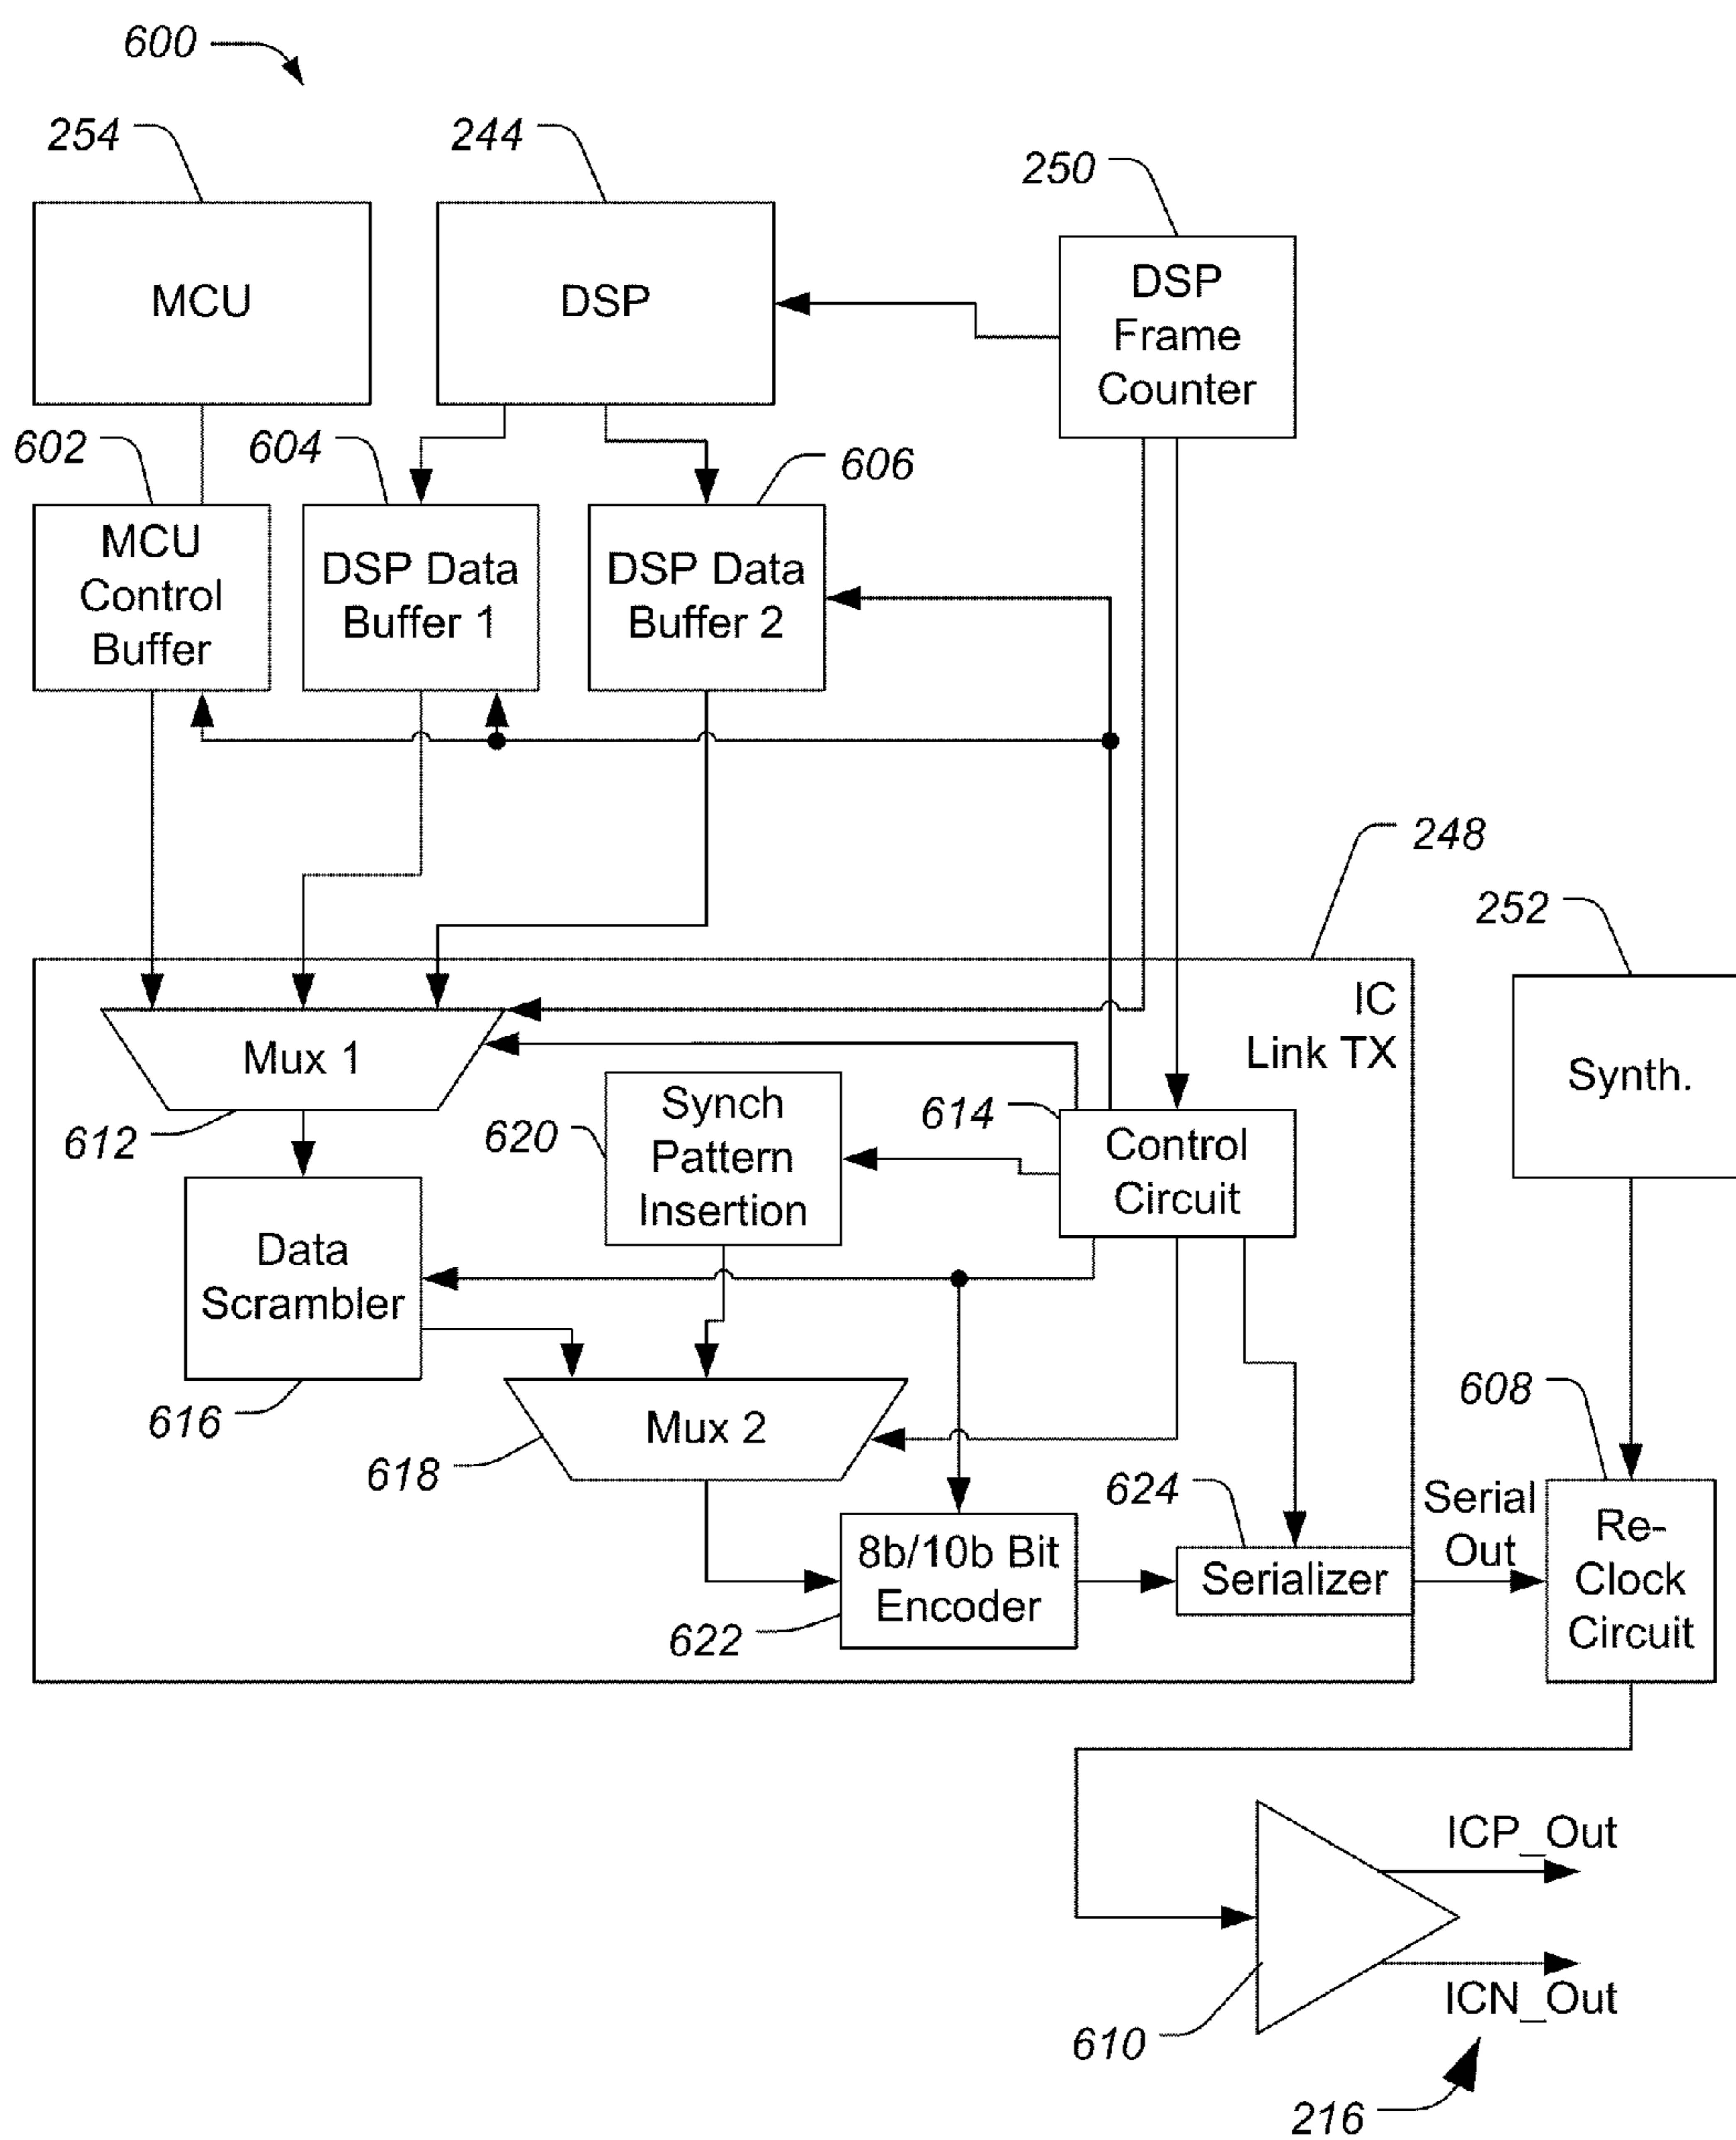 600
254
244
250
MCU
DSP
DSP
Frame
Counter
602
604
606
MCU
Control
Buffer
DSP Data
Buffer 1
DSP Data
Buffer 2
248
252
IC
Link TX
Mux 1
Synth.
612
620
Synch
Pattern
Insertion
614
Control
Circuit
Data
Scrambler
616
Mux 2
618
608
624
Serial
Out
Re-
Clock
Circuit
8b/10b Bit
Encoder
Serializer
622
ICP_Out
ICN_Out
610
216